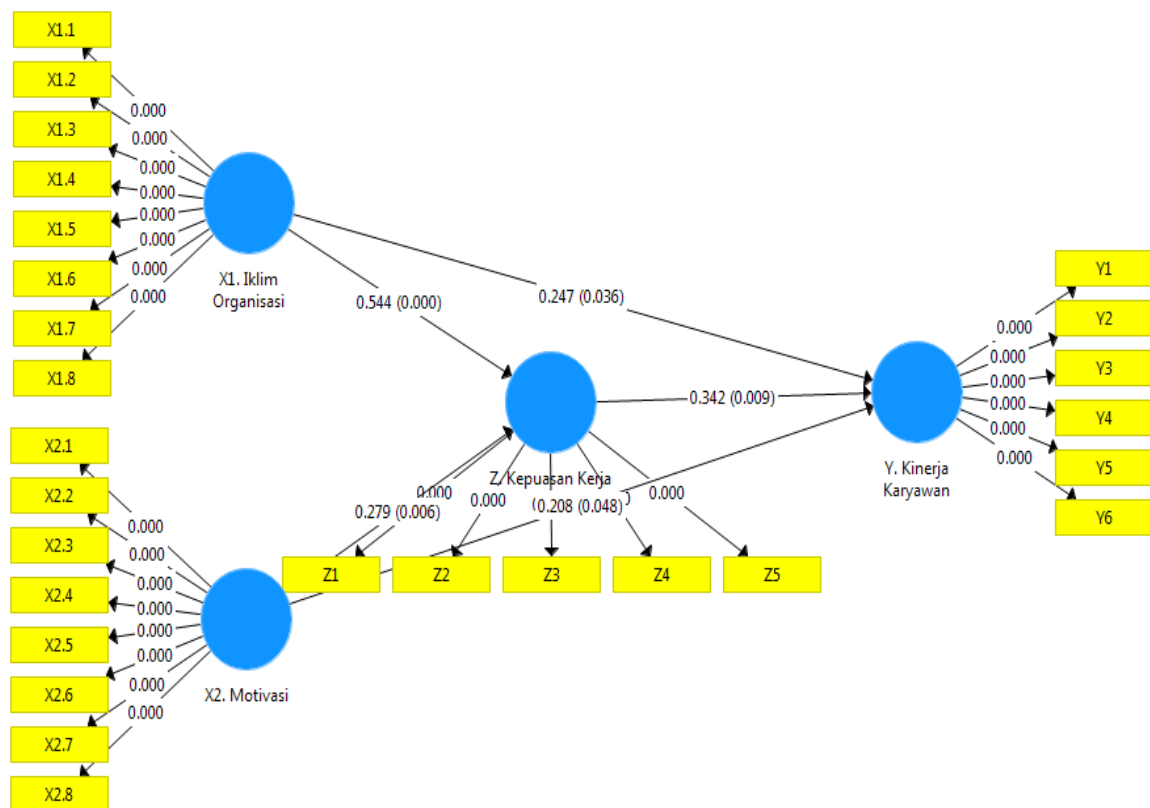 X1.1
X1.2
X1.3
X1.4
X1.5
X1.6
X1.7
X1.8
0.000
0.000
0.000
0.000
0.000
0.000
0.000
0.000
X1. Iklim
Organisasi
0.544 (0.000)
0.247 (0.036)
Z. Kepuasan Kerja
0.342 (0.009)
0.279 (0.006)
0.208 (0.048)
0.000
0.000
0.000
Z1
Z2
Z3
Z4
Z5
X2.1
X2.2
X2.3
X2.4
X2.5
X2.6
X2.7
X2.8
0.000
0.000
0.000
0.000
0.000
0.000
0.000
0.000
X2. Motivasi
Y. Kinerja
Karyawan
0.000
0.000
0.000
0.000
0.000
0.000
Y1
Y2
Y3
Y4
Y5
Y6